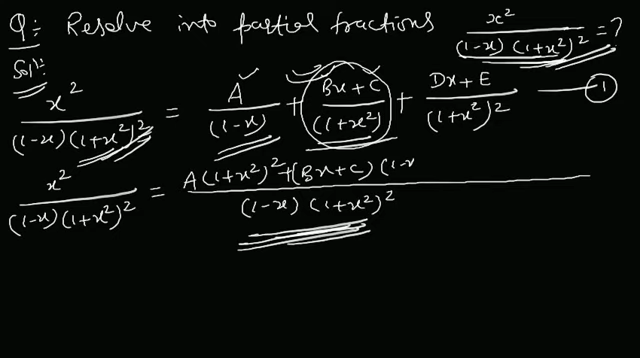 Q:- Resolve into partial fractions x²/((1-x)(1+x²)²) = ?
Solⁿ:
x²/((1-x)(1+x²)²) = A/(1-x) + (Bx+C)/(1+x²) + (Dx+E)/(1+x²)² — ①
x²/((1-x)(1+x²)²) = A(1+x²)²+(Bx+C)(1-x / (1-x)(1+x²)²